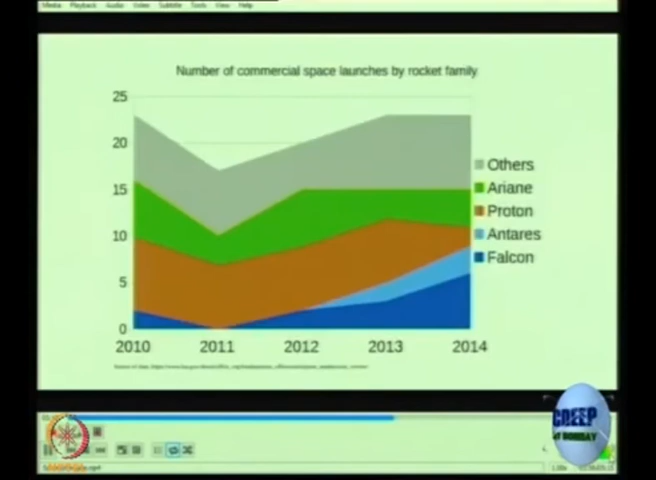 Media Playback Audio Video Subtitle Tools View Help
Number of commercial space launches by rocket family
25
20
15
10
5
0
2010 2011 2012 2013 2014
Others
Ariane
Proton
Antares
Falcon
CDEEP
IIT BOMBAY
NPTEL